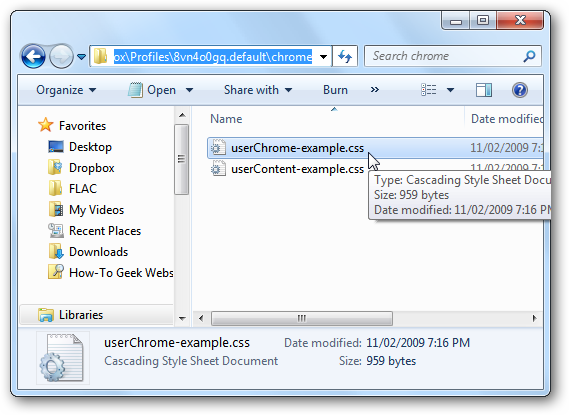 ox\Profiles\8vn4o0gq.default\chrome
Search chrome
Organize Open Share with Burn »
Name Date modified
Favorites
Desktop
Dropbox
FLAC
My Videos
Recent Places
Downloads
How-To Geek Webs
Libraries
userChrome-example.css 11/02/2009 7:1
userContent-example.css 11/02/2009 7:1
Type: Cascading Style Sheet Docu
Size: 959 bytes
Date modified: 11/02/2009 7:16 PM
userChrome-example.css Date modified: 11/02/2009 7:16 PM
Cascading Style Sheet Document Size: 959 bytes